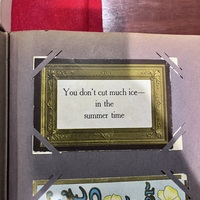 You don't cut much ice—
in the
summer time